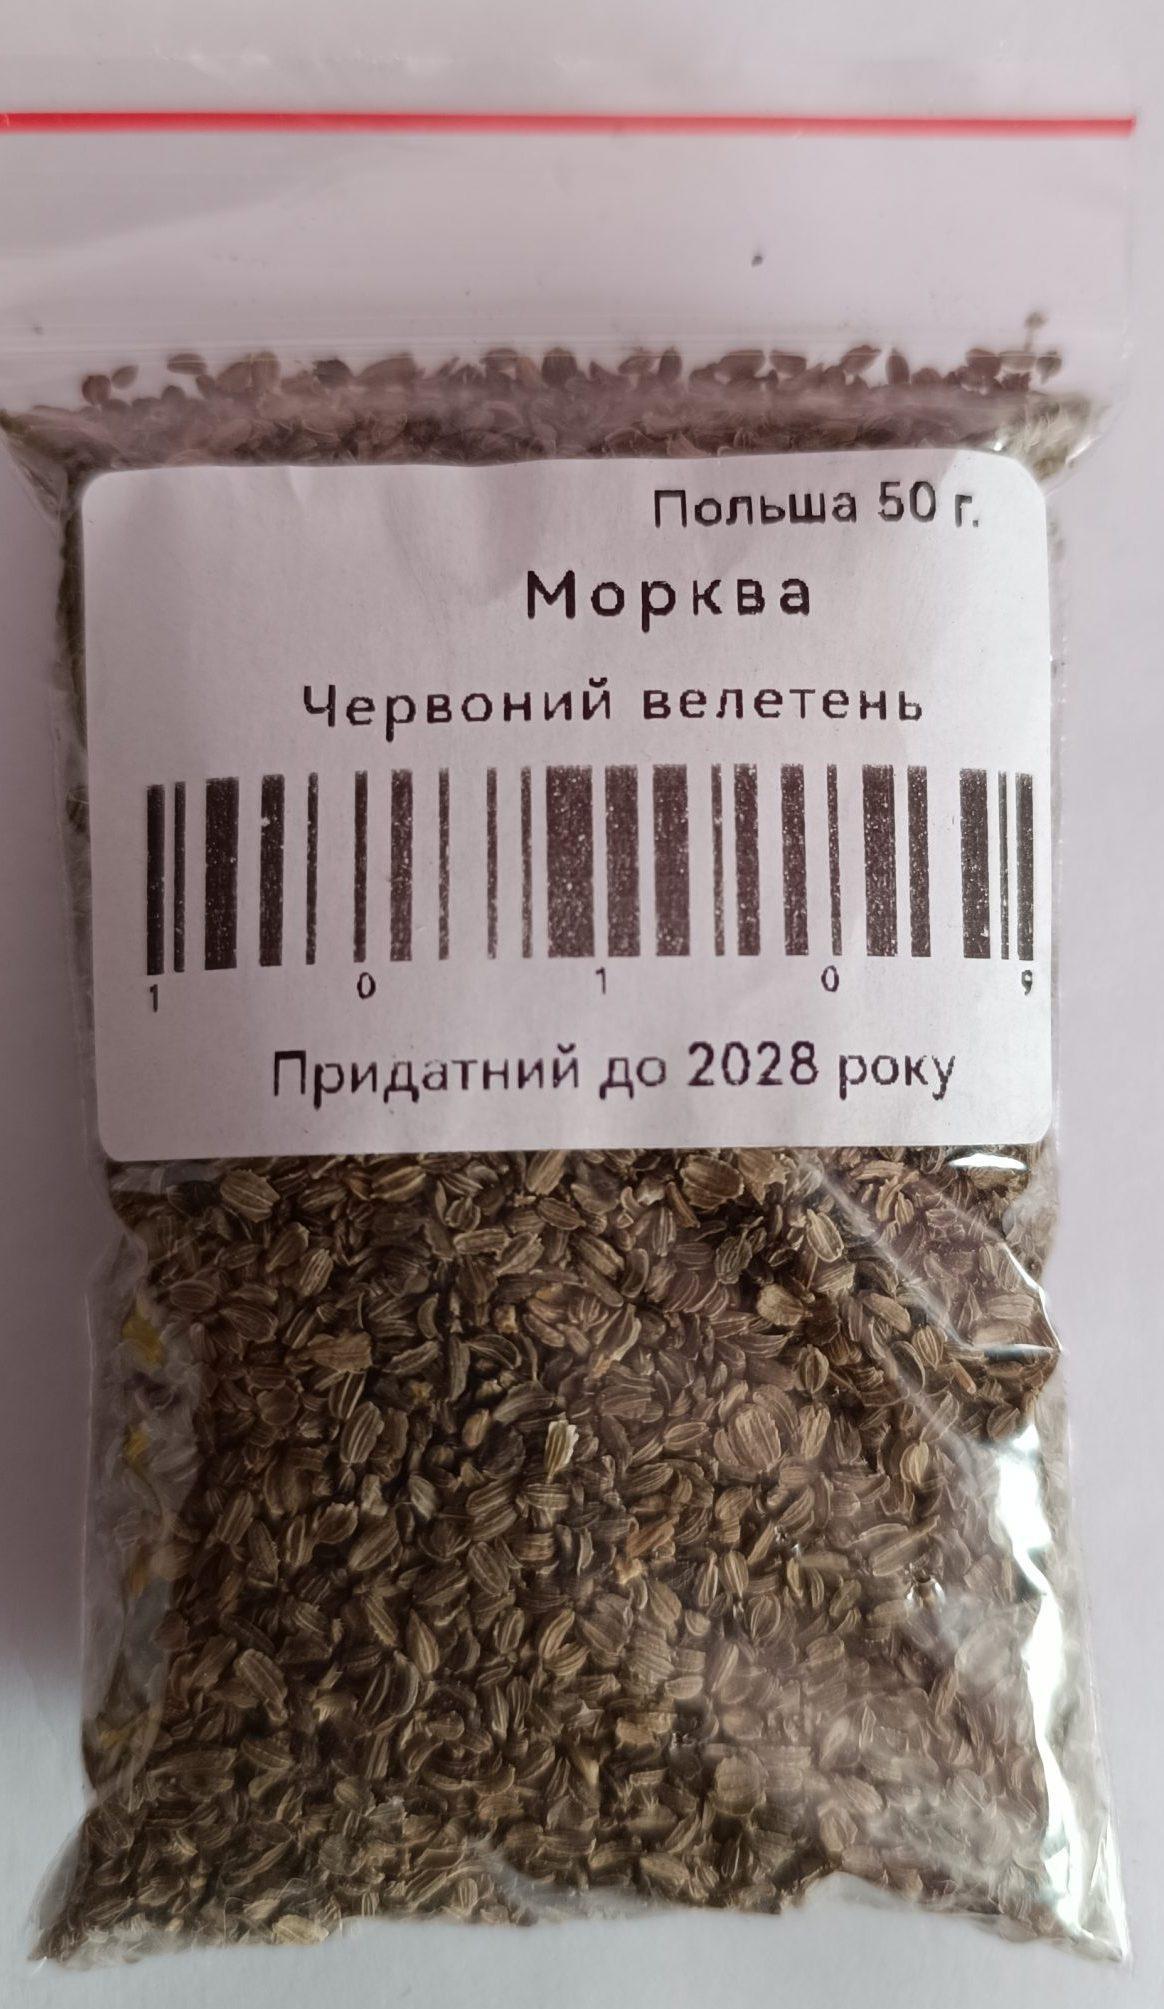 Польша 50 г.
Морква
Червоний велетень
1 0 1 0 9
Придатний до 2028 року